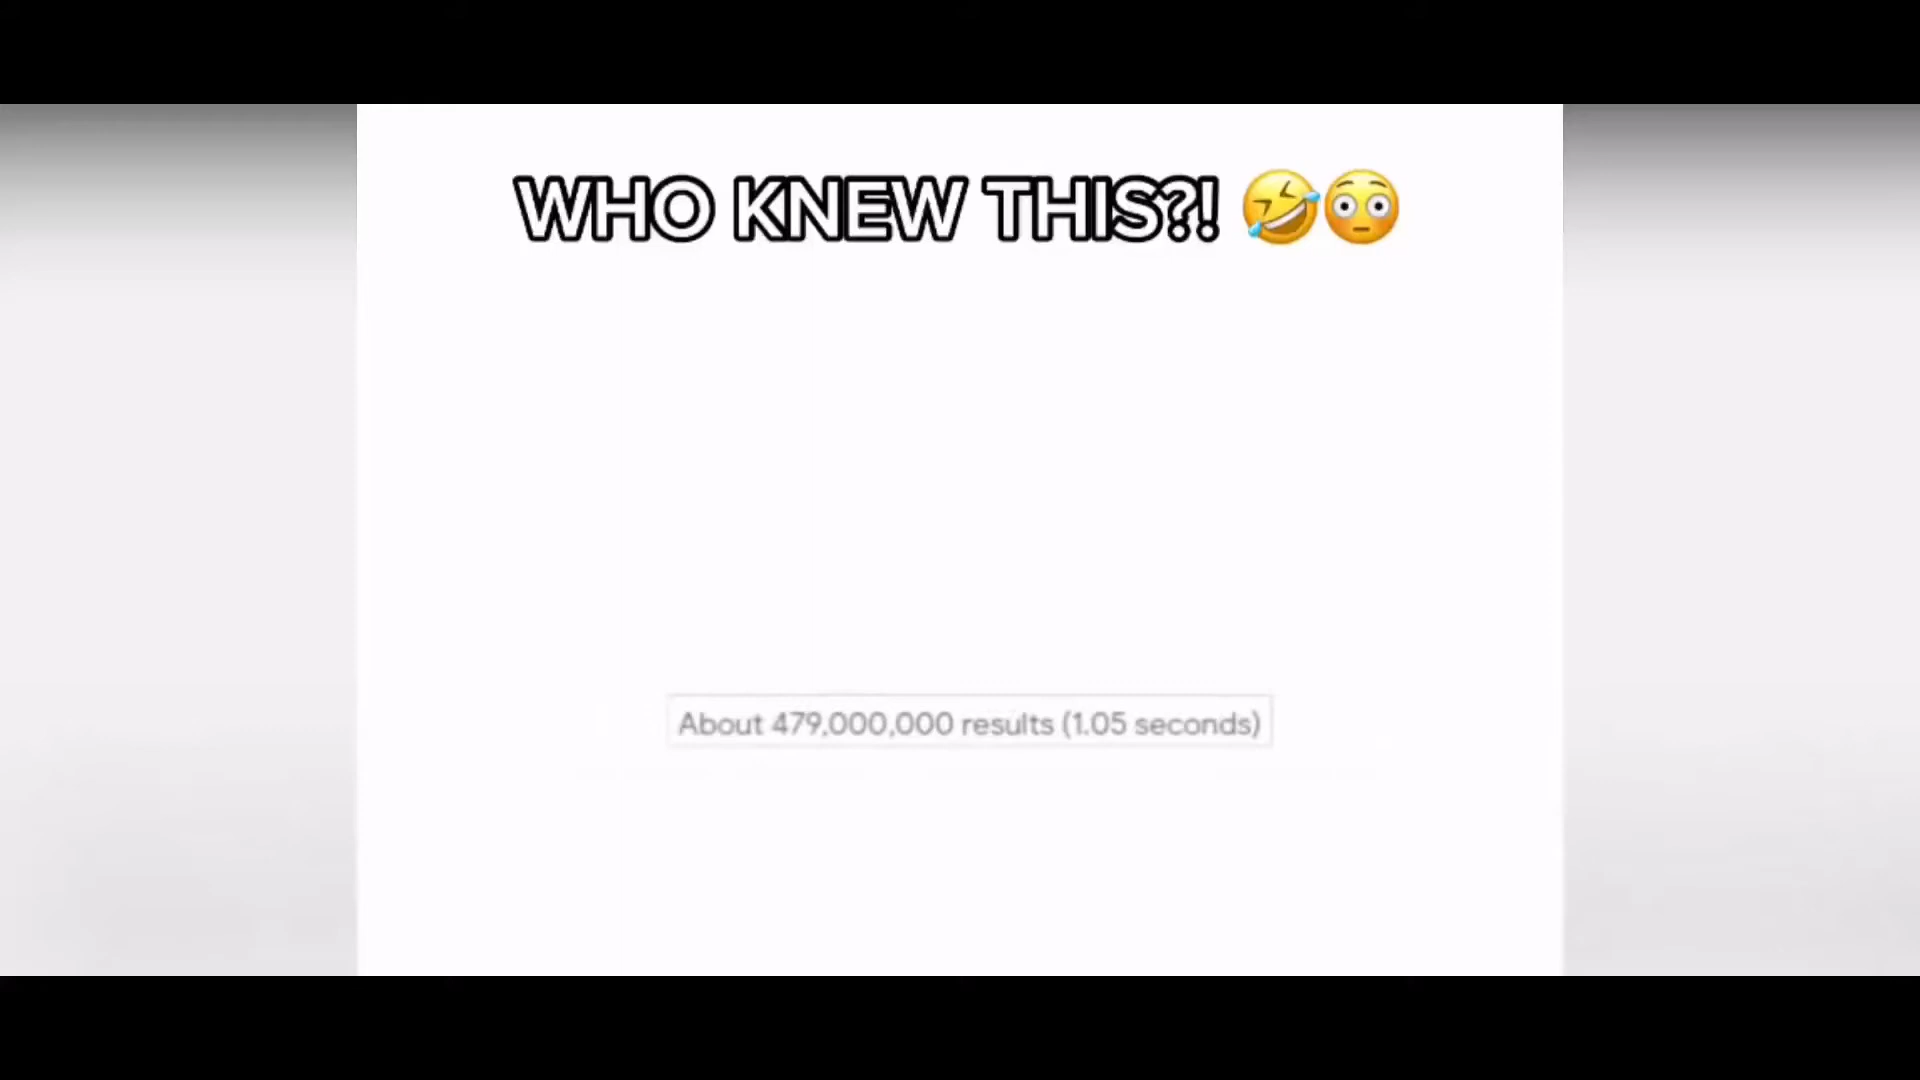 WHO KNEW THIS?! 🤣😳
About 479,000,000 results (1.05 seconds)